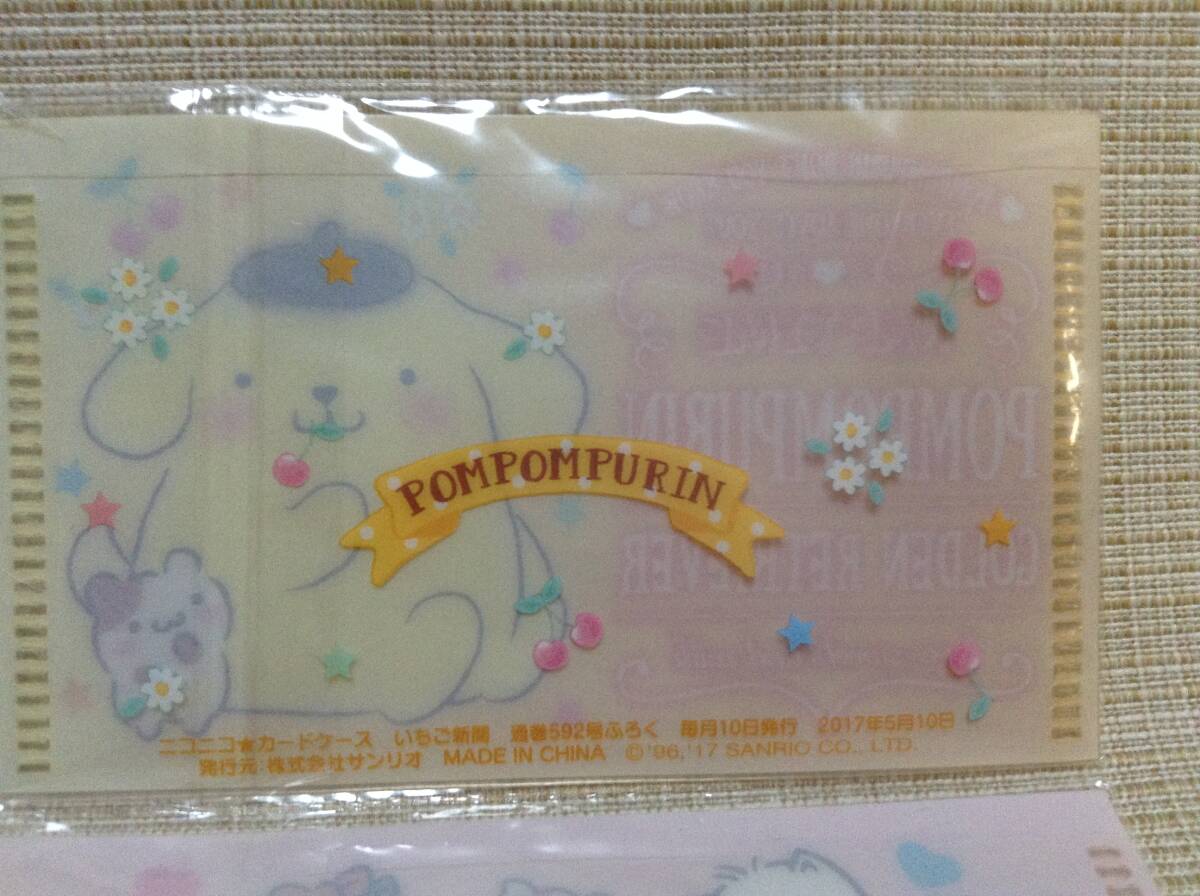 POMPOMPURIN
POMPOMPURIN
GOLDEN RETRIEVER
ニコニコ★カードケース いちご新聞 通巻592号ふろく 毎月10日発行 2017年5月10日
発行元:株式会社サンリオ MADE IN CHINA © '96,'17 SANRIO CO., LTD.